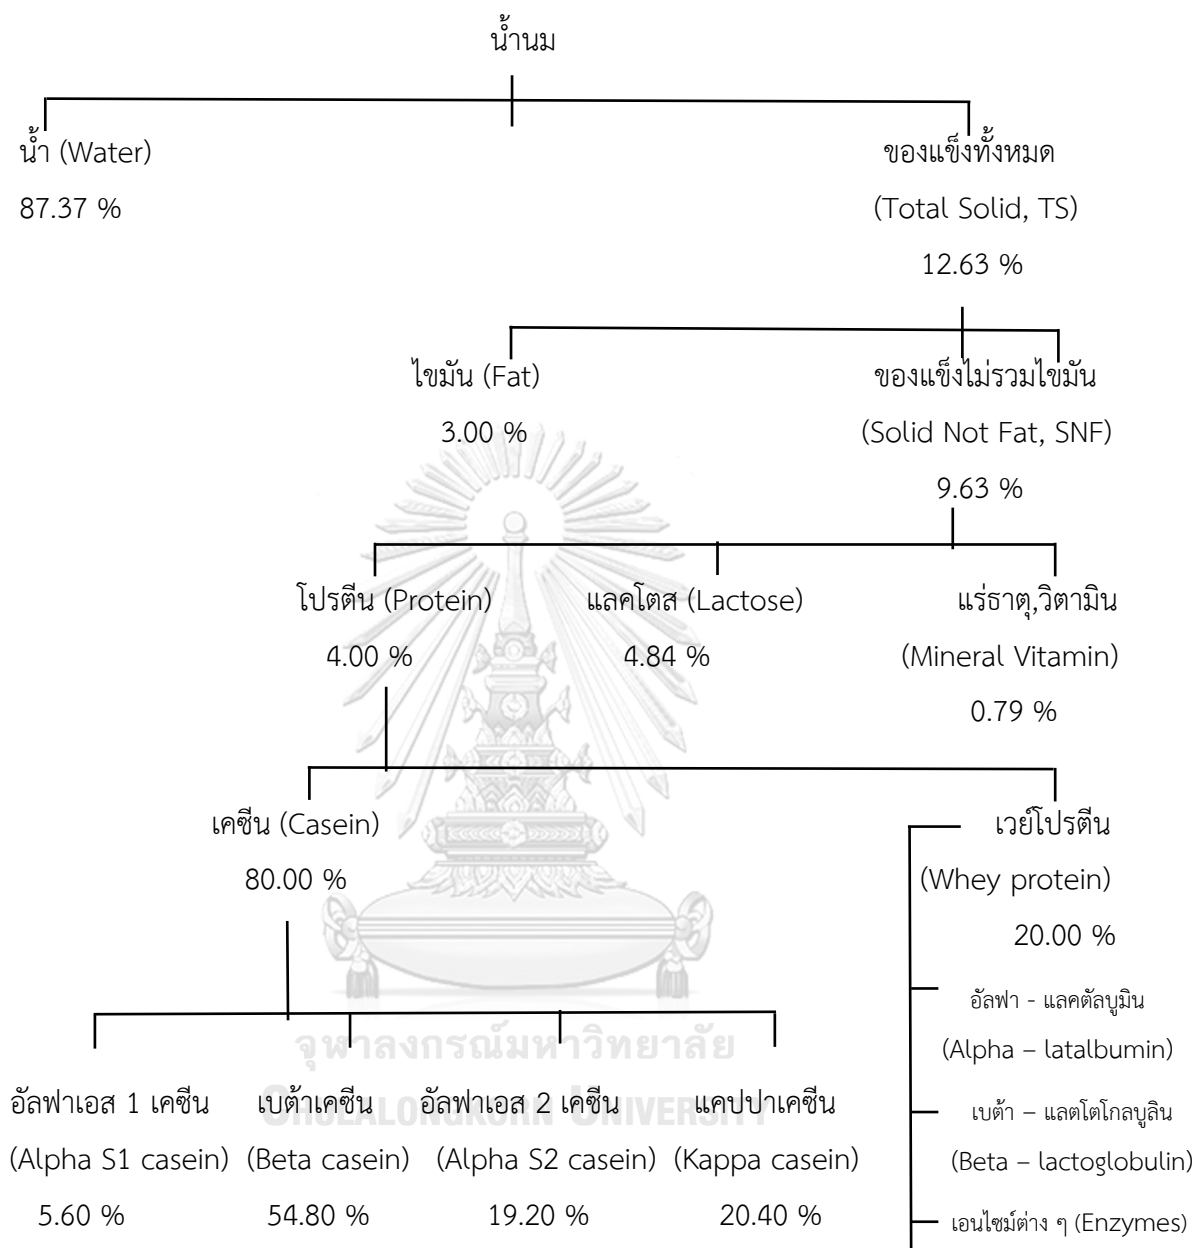 น้ำนม
น้ำ (Water)
87.37 %
ของแข็งทั้งหมด
(Total Solid, TS)
12.63 %
ไขมัน (Fat)
3.00 %
ของแข็งไม่รวมไขมัน
(Solid Not Fat, SNF)
9.63 %
โปรตีน (Protein)
4.00 %
แลคโตส (Lactose)
4.84 %
แร่ธาตุ,วิตามิน
(Mineral Vitamin)
0.79 %
เคซีน (Casein)
80.00 %
เวย์โปรตีน
(Whey protein)
20.00 %
อัลฟา - แลคตัลบูมิน
(Alpha – latalbumin)
เบต้า – แลตโตโกลบูลิน
(Beta – lactoglobulin)
เอนไซม์ต่าง ๆ (Enzymes)
จุฬาลงกรณ์มหาวิทยาลัย
CHULALONGKORN UNIVERSITY
อัลฟาเอส 1 เคซีน
(Alpha S1 casein)
5.60 %
เบต้าเคซีน
(Beta casein)
54.80 %
อัลฟาเอส 2 เคซีน
(Alpha S2 casein)
19.20 %
แคปปาเคซีน
(Kappa casein)
20.40 %